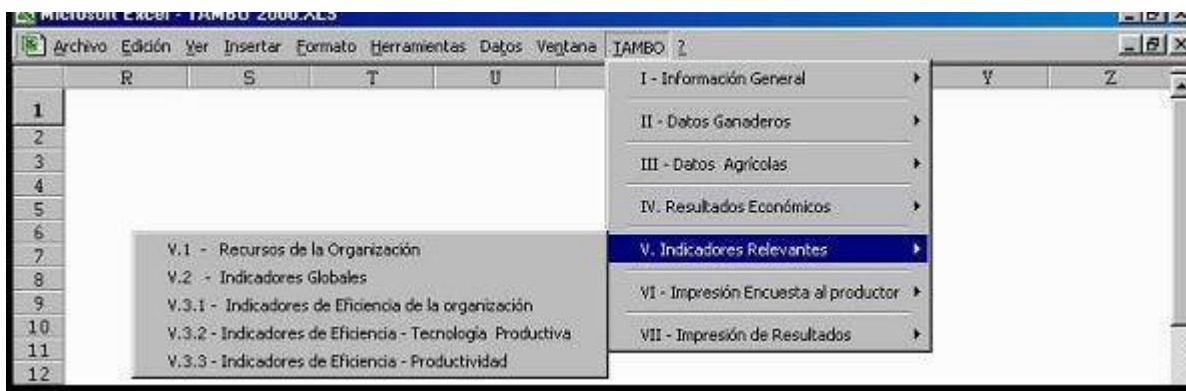 Microsoft Excel - TAMBO 2000.XLS
Archivo Edición Ver Insertar Formato Herramientas Datos Ventana TAMBO ?
R S T U Y Z
I - Información General
1
II - Datos Ganaderos
2
3
III - Datos Agrícolas
4
IV. Resultados Económicos
5
6
V.1 - Recursos de la Organización
V. Indicadores Relevantes
7
V.2 - Indicadores Globales
8
VI - Impresión Encuesta al productor
9
V.3.1 - Indicadores de Eficiencia de la organización
10
V.3.2 - Indicadores de Eficiencia - Tecnología Productiva
VII - Impresión de Resultados
11
V.3.3 - Indicadores de Eficiencia - Productividad
12